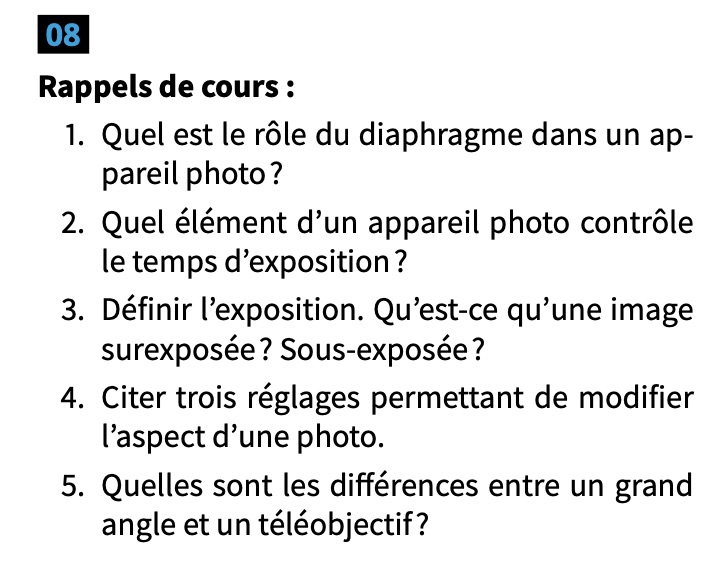 08
Rappels de cours :
1. Quel est le rôle du diaphragme dans un ap-
pareil photo ?
2. Quel élément d’un appareil photo contrôle
le temps d’exposition ?
3. Définir l’exposition. Qu’est-ce qu’une image
surexposée ? Sous-exposée ?
4. Citer trois réglages permettant de modifier
l’aspect d’une photo.
5. Quelles sont les différences entre un grand
angle et un téléobjectif ?